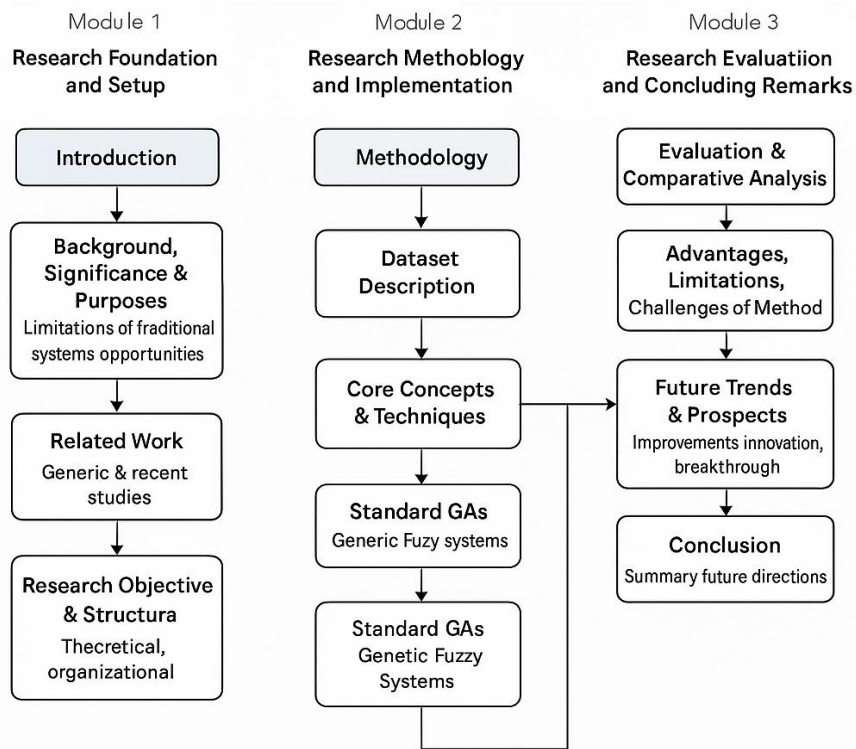 Module 1
Research Foundation
and Setup
Introduction
Background,
Significance &
Purposes
Limitations of fraditional
systems opportunities
Related Work
Generic & recent
studies
Research Objective
& Structura
Thecretical,
organizational
Module 2
Research Methoblogy
and Implementation
Methodology
Dataset
Description
Core Concepts
& Techniques
Standard GAs
Generic Fuzy systems
Standard GAs
Genetic Fuzzy
Systems
Module 3
Research Evaluatiion
and Concluding Remarks
Evaluation &
Comparative Analysis
Advantages,
Limitations,
Challenges of Method
Future Trends
& Prospects
Improvements innovation,
breakthrough
Conclusion
Summary future directions